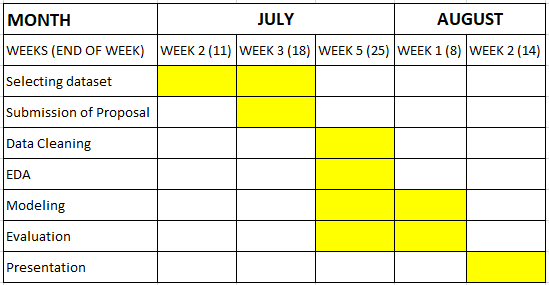 MONTH JULY AUGUST
WEEKS (END OF WEEK) WEEK 2 (11) WEEK 3 (18) WEEK 5 (25) WEEK 1 (8) WEEK 2 (14)
Selecting dataset
Submission of Proposal
Data Cleaning
EDA
Modeling
Evaluation
Presentation